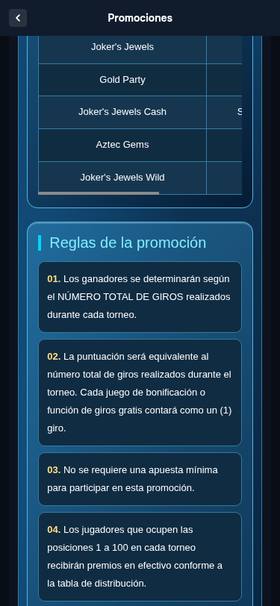 Promociones
Joker's Jewels
Gold Party
Joker's Jewels Cash
S
Aztec Gems
Joker's Jewels Wild
Reglas de la promoción
01. Los ganadores se determinarán según
el NÚMERO TOTAL DE GIROS realizados
durante cada torneo.
02. La puntuación será equivalente al
número total de giros realizados durante el
torneo. Cada juego de bonificación o
función de giros gratis contará como un (1)
giro.
03. No se requiere una apuesta mínima
para participar en esta promoción.
04. Los jugadores que ocupen las
posiciones 1 a 100 en cada torneo
recibirán premios en efectivo conforme a
la tabla de distribución.